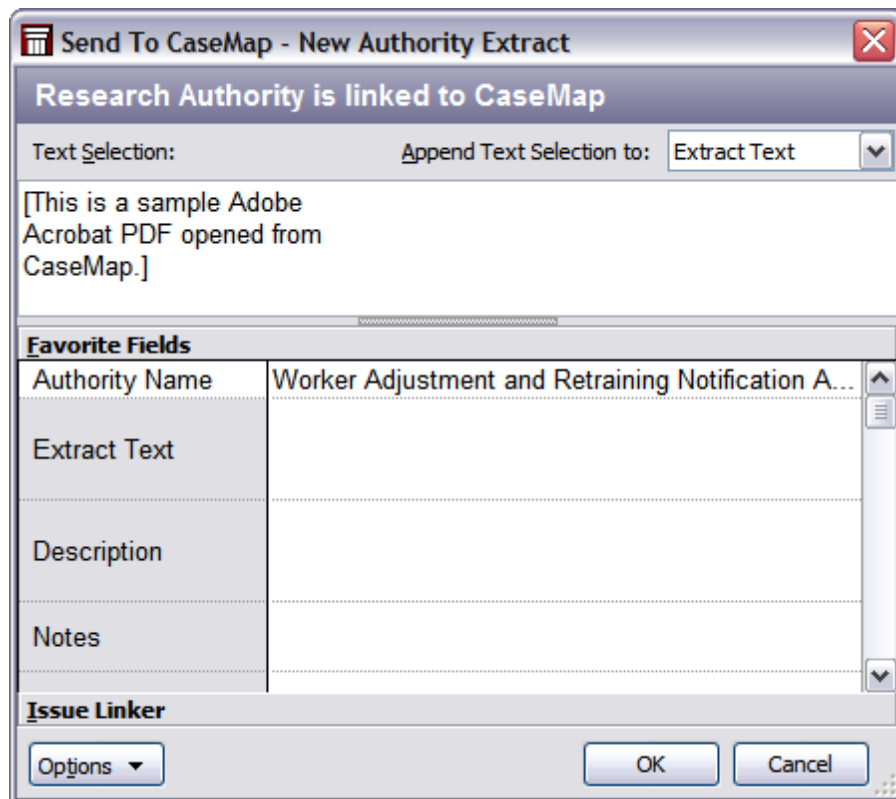 Send To CaseMap - New Authority Extract
Research Authority is linked to CaseMap
Text Selection: Append Text Selection to: Extract Text
[This is a sample Adobe
Acrobat PDF opened from
CaseMap.]
Favorite Fields
Authority Name Worker Adjustment and Retraining Notification A...
Extract Text
Description
Notes
Issue Linker
Options OK Cancel